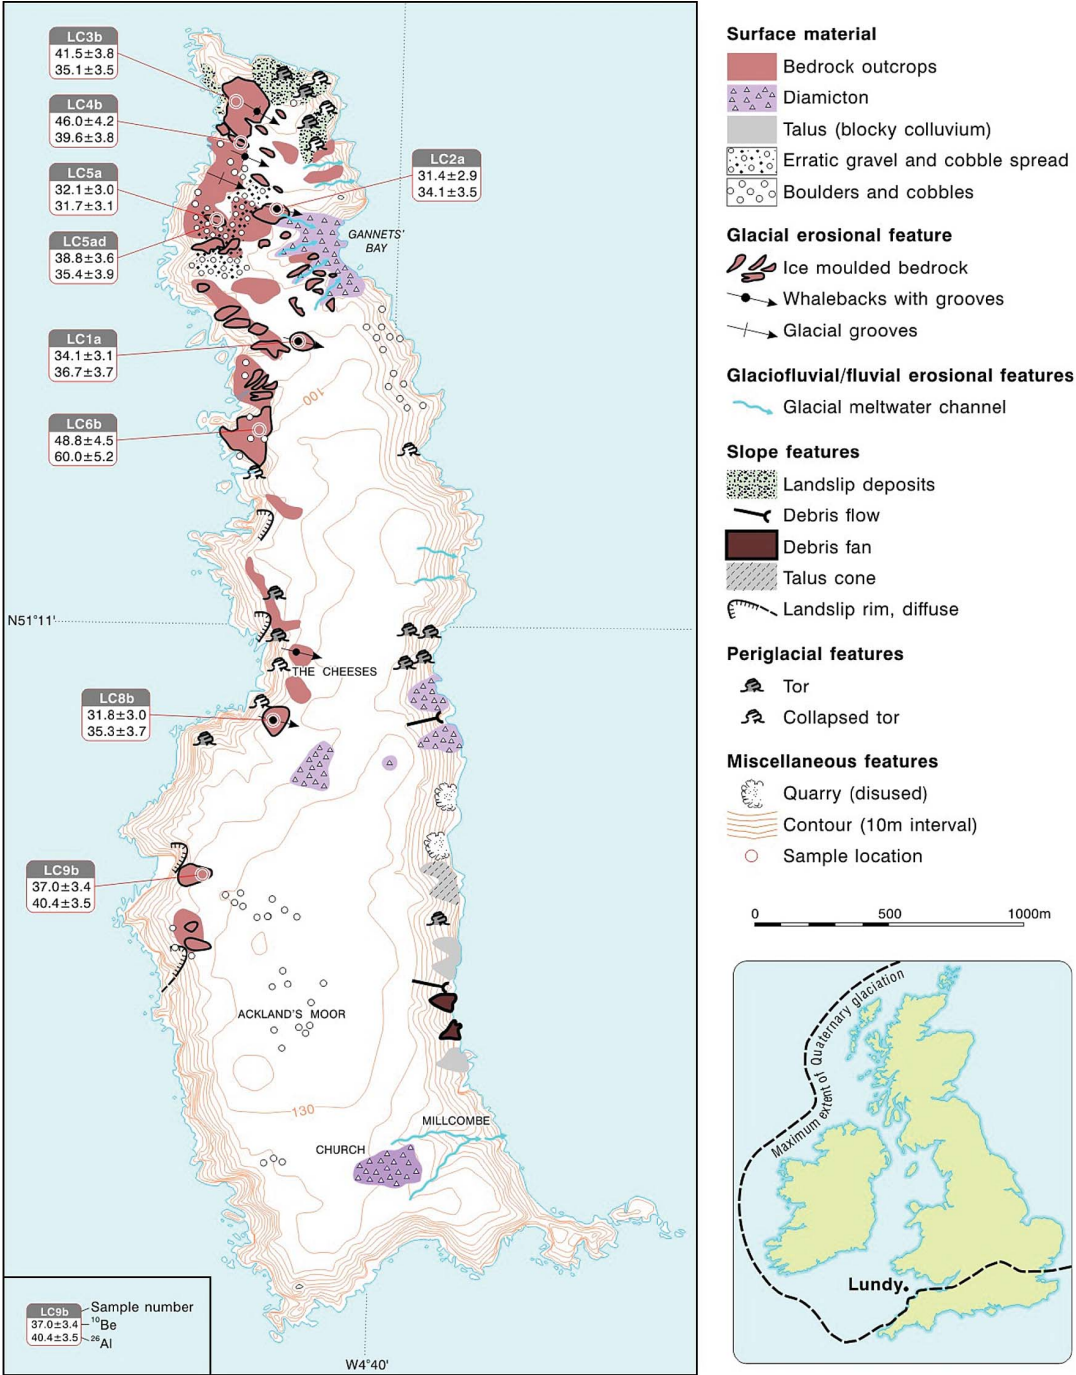 LC3b
41.5±3.8
35.1±3.5
LC4b
46.0±4.2
39.6±3.8
LC5a
32.1±3.0
31.7±3.1
LC5ad
38.8±3.6
35.4±3.9
LC2a
31.4±2.9
34.1±3.5
GANNETS'
BAY
LC1a
34.1±3.1
36.7±3.7
100
LC6b
48.8±4.5
60.0±5.2
N51°11'
THE CHEESES
LC8b
31.8±3.0
35.3±3.7
LC9b
37.0±3.4
40.4±3.5
ACKLAND'S MOOR
130
MILLCOMBE
CHURCH
W4°40'
LC9b
37.0±3.4
40.4±3.5
Sample number
10Be
26Al
Surface material
Bedrock outcrops
Diamicton
Talus (blocky colluvium)
Erratic gravel and cobble spread
Boulders and cobbles
Glacial erosional feature
Ice moulded bedrock
Whalebacks with grooves
Glacial grooves
Glaciofluvial/fluvial erosional features
Glacial meltwater channel
Slope features
Landslip deposits
Debris flow
Debris fan
Talus cone
Landslip rim, diffuse
Periglacial features
Tor
Collapsed tor
Miscellaneous features
Quarry (disused)
Contour (10m interval)
Sample location
0 500 1000m
Maximum extent of Quaternary glaciation
Lundy